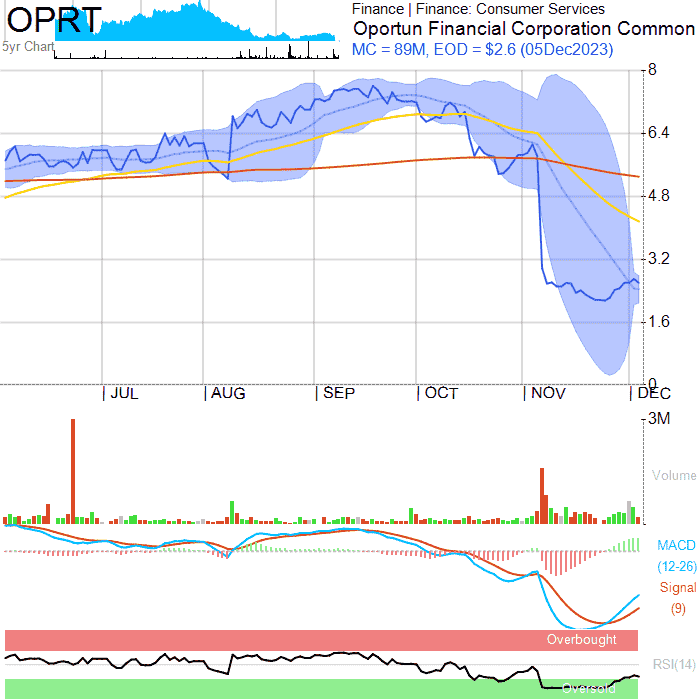 OPRT
5yr Chart
Finance | Finance: Consumer Services
Oportun Financial Corporation Common
MC = 89M, EOD = $2.6 (05Dec2023)
8
6.4
4.8
3.2
1.6
0
| JUL | AUG | SEP | OCT | NOV | DEC
3M
Volume
MACD
(12-26)
Signal
(9)
Overbought
RSI(14)
Oversold